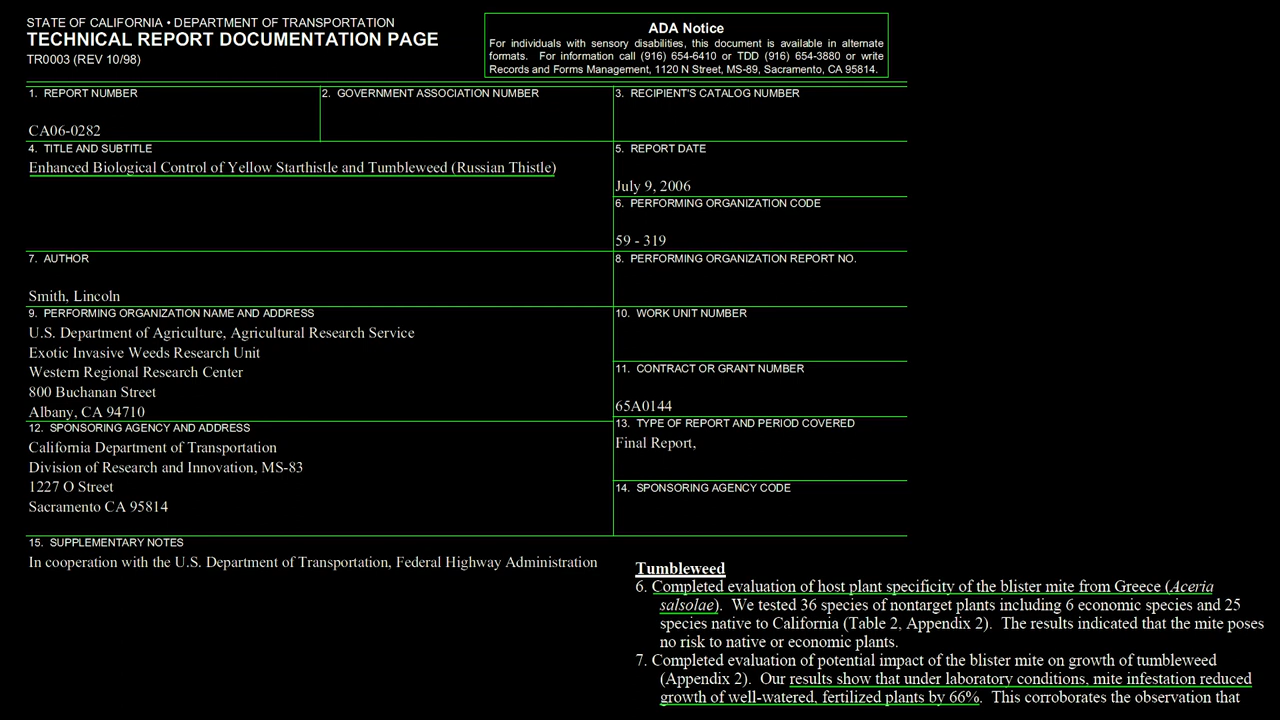 STATE OF CALIFORNIA • DEPARTMENT OF TRANSPORTATION
TECHNICAL REPORT DOCUMENTATION PAGE
TR0003 (REV 10/98)
ADA Notice
For individuals with sensory disabilities, this document is available in alternate
formats. For information call (916) 654-6410 or TDD (916) 654-3880 or write
Records and Forms Management, 1120 N Street, MS-89, Sacramento, CA 95814.
1. REPORT NUMBER
CA06-0282
2. GOVERNMENT ASSOCIATION NUMBER
3. RECIPIENT'S CATALOG NUMBER
4. TITLE AND SUBTITLE
Enhanced Biological Control of Yellow Starthistle and Tumbleweed (Russian Thistle)
5. REPORT DATE
July 9, 2006
6. PERFORMING ORGANIZATION CODE
59 - 319
7. AUTHOR
Smith, Lincoln
8. PERFORMING ORGANIZATION REPORT NO.
9. PERFORMING ORGANIZATION NAME AND ADDRESS
U.S. Department of Agriculture, Agricultural Research Service
Exotic Invasive Weeds Research Unit
Western Regional Research Center
800 Buchanan Street
Albany, CA 94710
10. WORK UNIT NUMBER
11. CONTRACT OR GRANT NUMBER
65A0144
12. SPONSORING AGENCY AND ADDRESS
California Department of Transportation
Division of Research and Innovation, MS-83
1227 O Street
Sacramento CA 95814
13. TYPE OF REPORT AND PERIOD COVERED
Final Report,
14. SPONSORING AGENCY CODE
15. SUPPLEMENTARY NOTES
In cooperation with the U.S. Department of Transportation, Federal Highway Administration
Tumbleweed
6. Completed evaluation of host plant specificity of the blister mite from Greece (Aceria
salsolae). We tested 36 species of nontarget plants including 6 economic species and 25
species native to California (Table 2, Appendix 2). The results indicated that the mite poses
no risk to native or economic plants.
7. Completed evaluation of potential impact of the blister mite on growth of tumbleweed
(Appendix 2). Our results show that under laboratory conditions, mite infestation reduced
growth of well-watered, fertilized plants by 66%. This corroborates the observation that